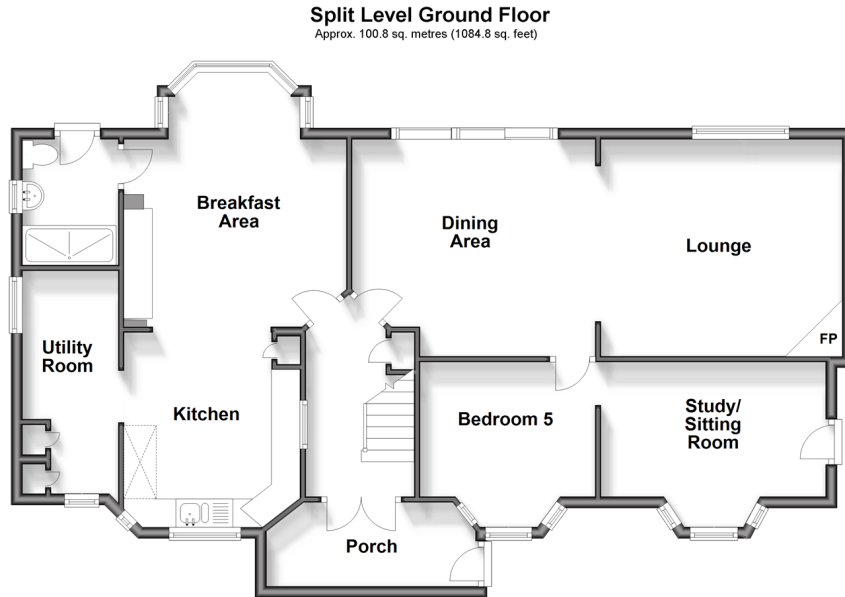 Split Level Ground Floor
Approx. 100.8 sq. metres (1084.8 sq. feet)
Breakfast
Area
Dining
Area
Lounge
FP
Utility
Room
Kitchen
Bedroom 5
Study/
Sitting
Room
Porch